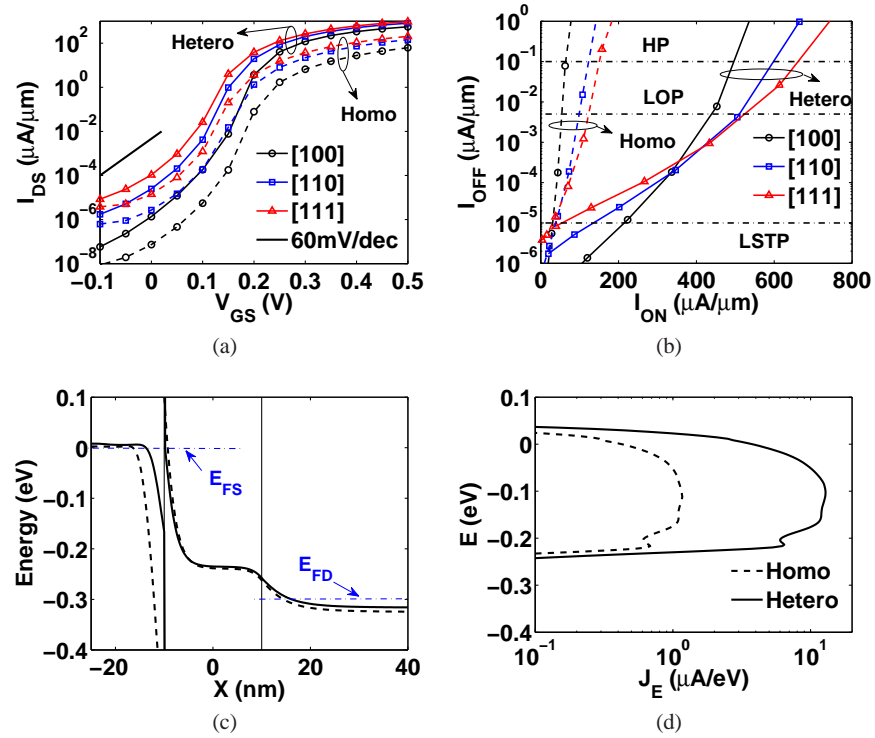 10^2
10^0
10^-2
10^-4
10^-6
10^-8
I_DS (μA/μm)
Hetero
Homo
[100]
[110]
[111]
60mV/dec
−0.1 0 0.1 0.2 0.3 0.4 0.5
V_GS (V)
(a)
10^0
10^-1
10^-2
10^-3
10^-4
10^-5
10^-6
I_OFF (μA/μm)
HP
LOP
Hetero
Homo
[100]
[110]
[111]
LSTP
0 200 400 600 800
I_ON (μA/μm)
(b)
0.1
0
−0.1
−0.2
−0.3
−0.4
Energy (eV)
E_FS
E_FD
−20 0 20 40
X (nm)
(c)
0.1
0
−0.1
−0.2
−0.3
−0.4
E (eV)
Homo
Hetero
10^-1 10^0 10^1
J_E (μA/eV)
(d)